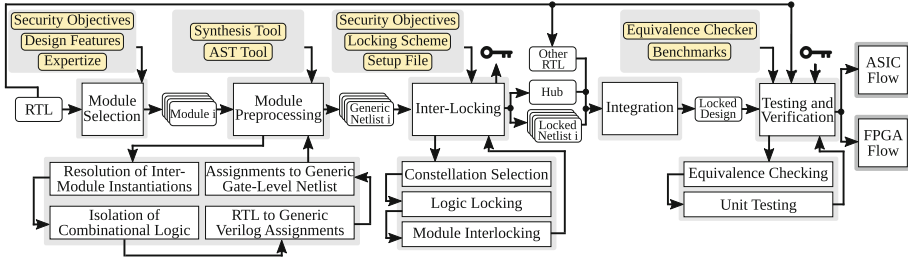 Security Objectives
Design Features
Expertize
Synthesis Tool
AST Tool
Security Objectives
Locking Scheme
Setup File
Equivalence Checker
Benchmarks
RTL
Module
Selection
Module i
Module
Preprocessing
Generic
Netlist i
Inter-Locking
Other
RTL
Hub
Locked
Netlist i
Integration
Locked
Design
Testing and
Verification
ASIC
Flow
FPGA
Flow
Resolution of Inter-
Module Instantiations
Isolation of
Combinational Logic
Assignments to Generic
Gate-Level Netlist
RTL to Generic
Verilog Assignments
Constellation Selection
Logic Locking
Module Interlocking
Equivalence Checking
Unit Testing